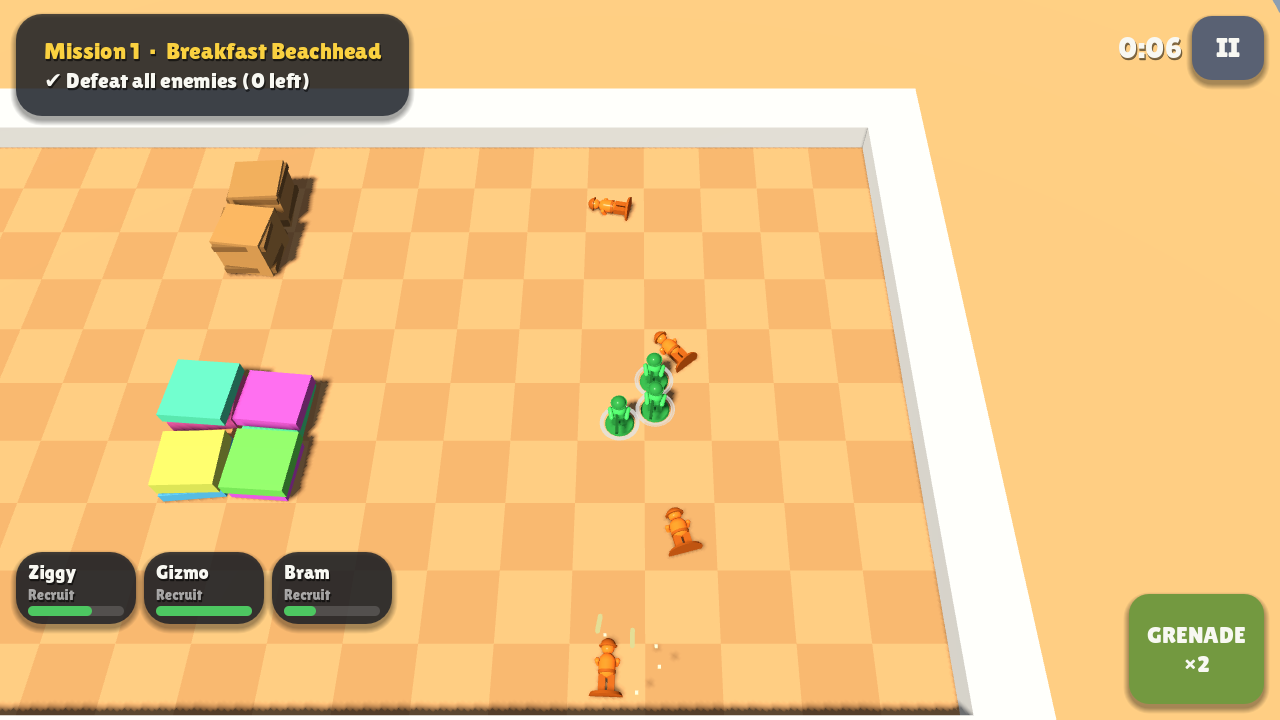 Mission 1 · Breakfast Beachhead
✔ Defeat all enemies (0 left)
0:06
Ziggy
Recruit
Gizmo
Recruit
Bram
Recruit
GRENADE
×2